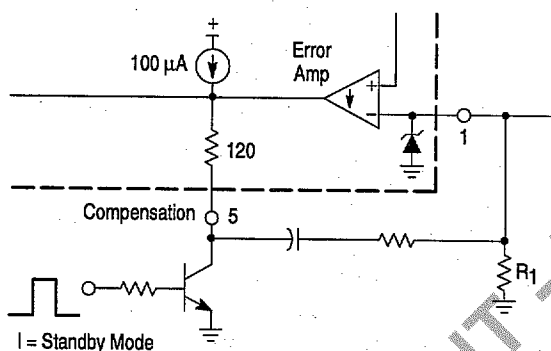 +
100 µA
Error
Amp
+
−
1
120
Compensation
5
R1
I = Standby Mode